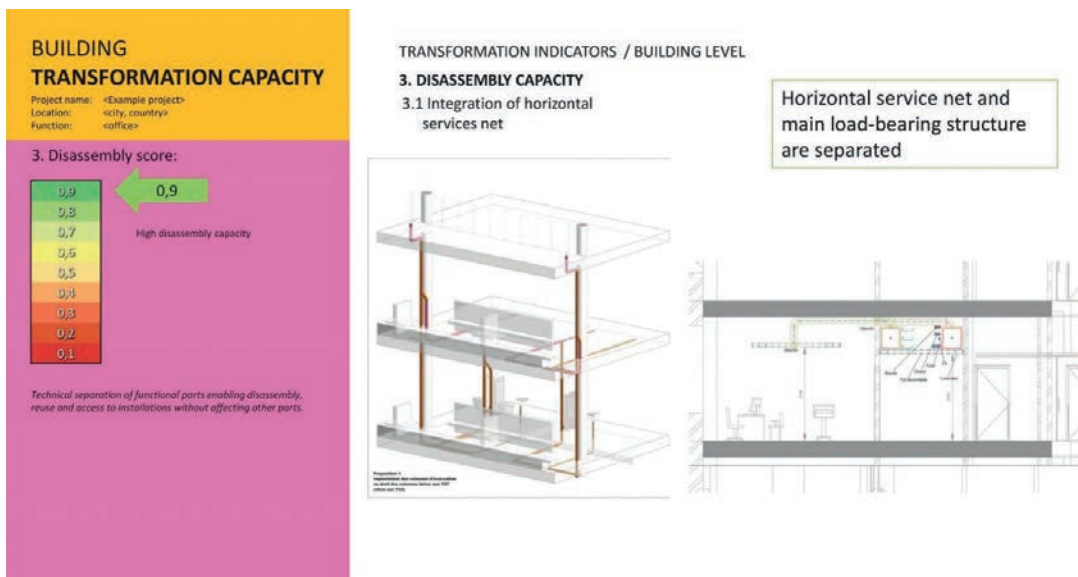 BUILDING
TRANSFORMATION CAPACITY
Project name: <Example project>
Location: <city, country>
Function: <office>
3. Disassembly score:
0,9
0,9
0,8
0,7
High disassembly capacity
0,6
0,5
0,4
0,3
0,2
0,1
Technical separation of functional parts enabling disassembly,
reuse and access to installations without affecting other parts.
TRANSFORMATION INDICATORS / BUILDING LEVEL
3. DISASSEMBLY CAPACITY
3.1 Integration of horizontal
services net
Horizontal service net and
main load-bearing structure
are separated